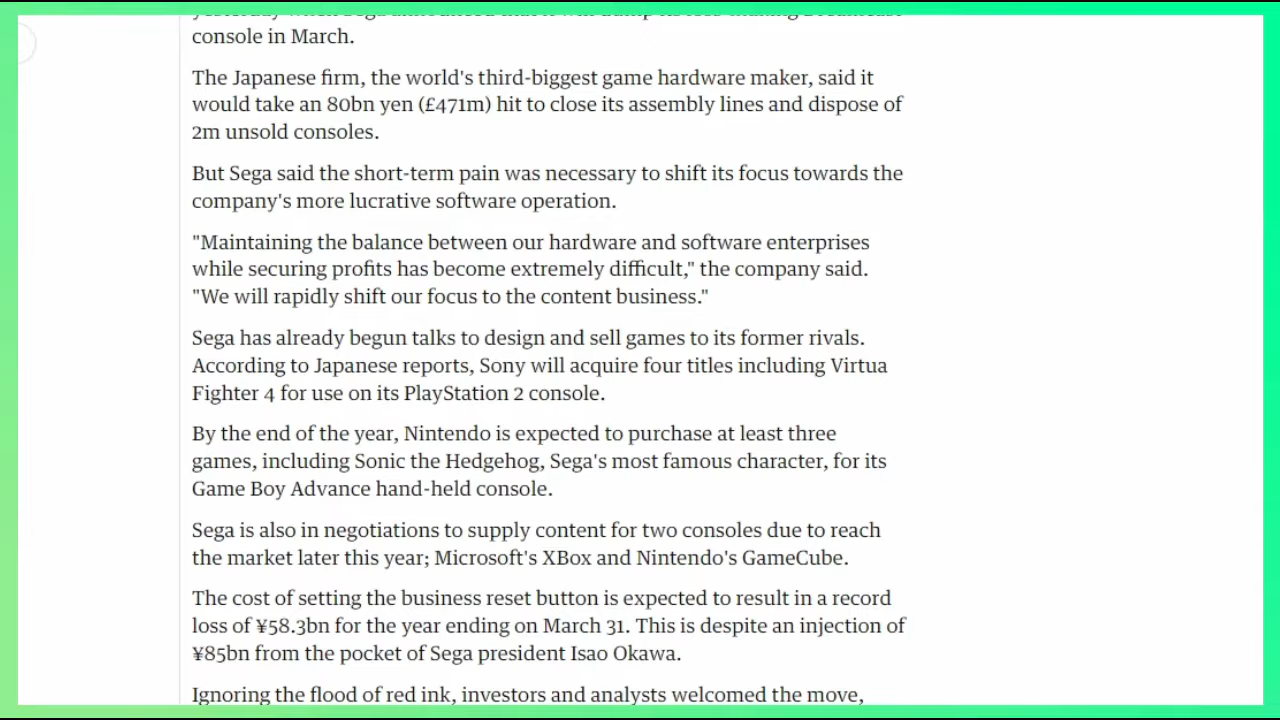 console in March.
The Japanese firm, the world's third-biggest game hardware maker, said it
would take an 80bn yen (£471m) hit to close its assembly lines and dispose of
2m unsold consoles.
But Sega said the short-term pain was necessary to shift its focus towards the
company's more lucrative software operation.
"Maintaining the balance between our hardware and software enterprises
while securing profits has become extremely difficult," the company said.
"We will rapidly shift our focus to the content business."
Sega has already begun talks to design and sell games to its former rivals.
According to Japanese reports, Sony will acquire four titles including Virtua
Fighter 4 for use on its PlayStation 2 console.
By the end of the year, Nintendo is expected to purchase at least three
games, including Sonic the Hedgehog, Sega's most famous character, for its
Game Boy Advance hand-held console.
Sega is also in negotiations to supply content for two consoles due to reach
the market later this year; Microsoft's XBox and Nintendo's GameCube.
The cost of setting the business reset button is expected to result in a record
loss of ¥58.3bn for the year ending on March 31. This is despite an injection of
¥85bn from the pocket of Sega president Isao Okawa.
Ignoring the flood of red ink, investors and analysts welcomed the move,